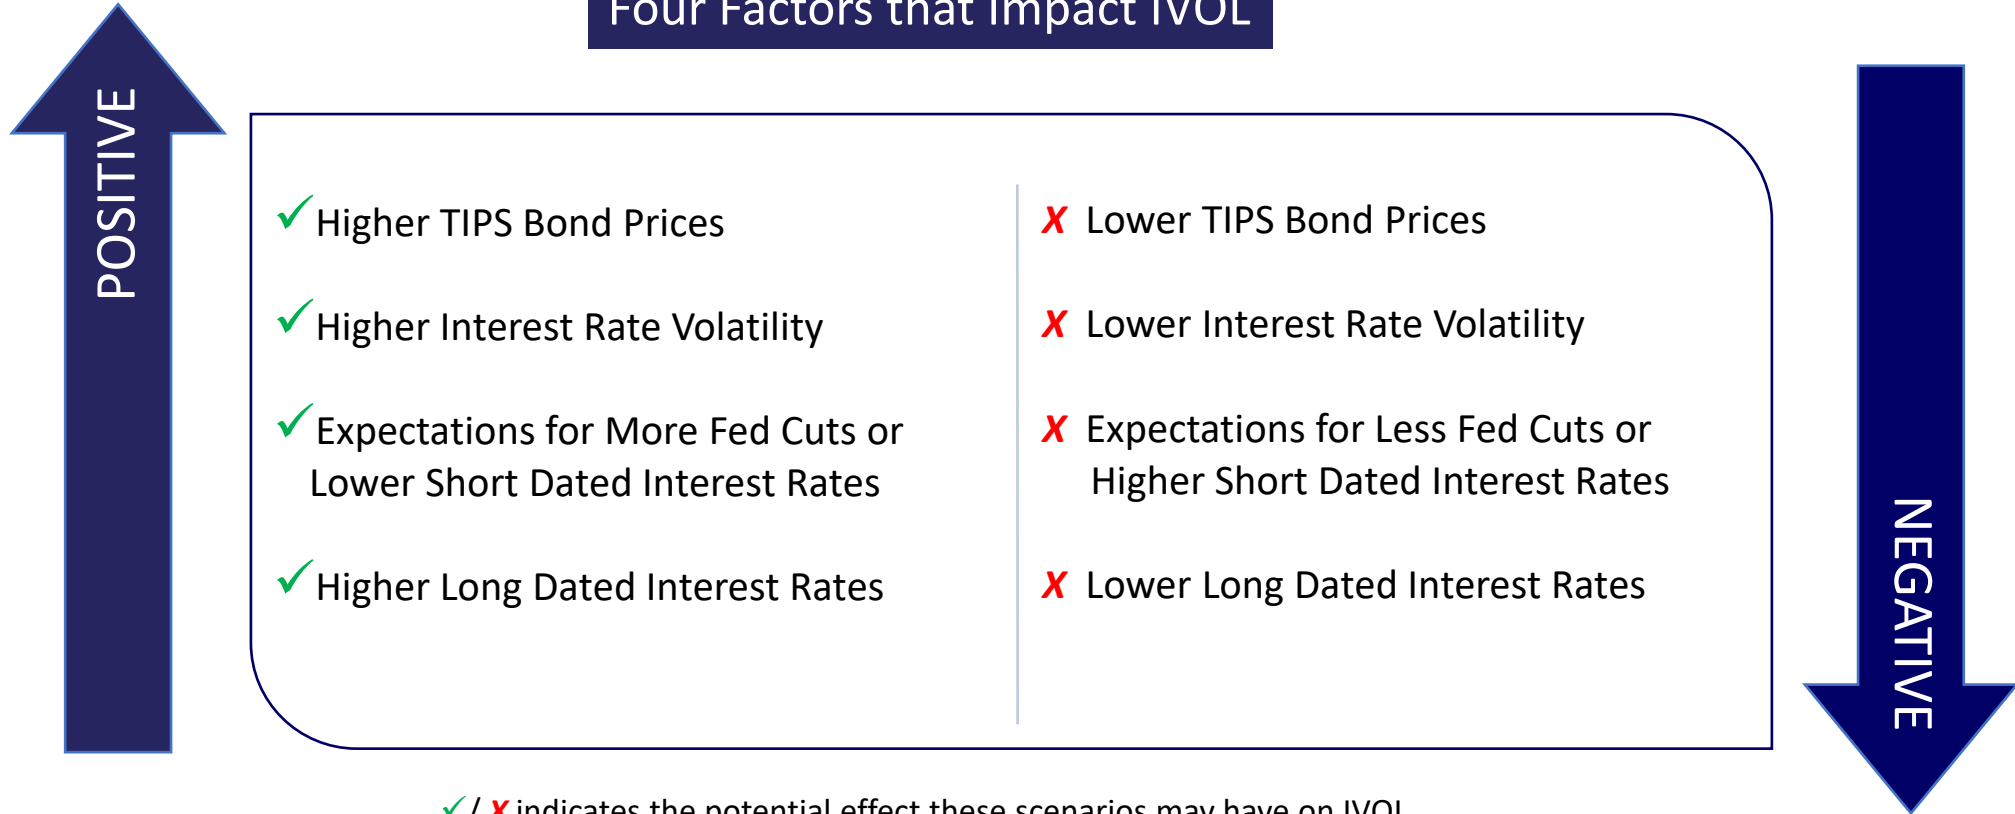 Four Factors that Impact IVOL
POSITIVE
✓Higher TIPS Bond Prices
✓Higher Interest Rate Volatility
✓Expectations for More Fed Cuts or
Lower Short Dated Interest Rates
✓Higher Long Dated Interest Rates
X Lower TIPS Bond Prices
X Lower Interest Rate Volatility
X Expectations for Less Fed Cuts or
Higher Short Dated Interest Rates
X Lower Long Dated Interest Rates
NEGATIVE
✓/ X indicates the potential effect these scenarios may have on IVOL